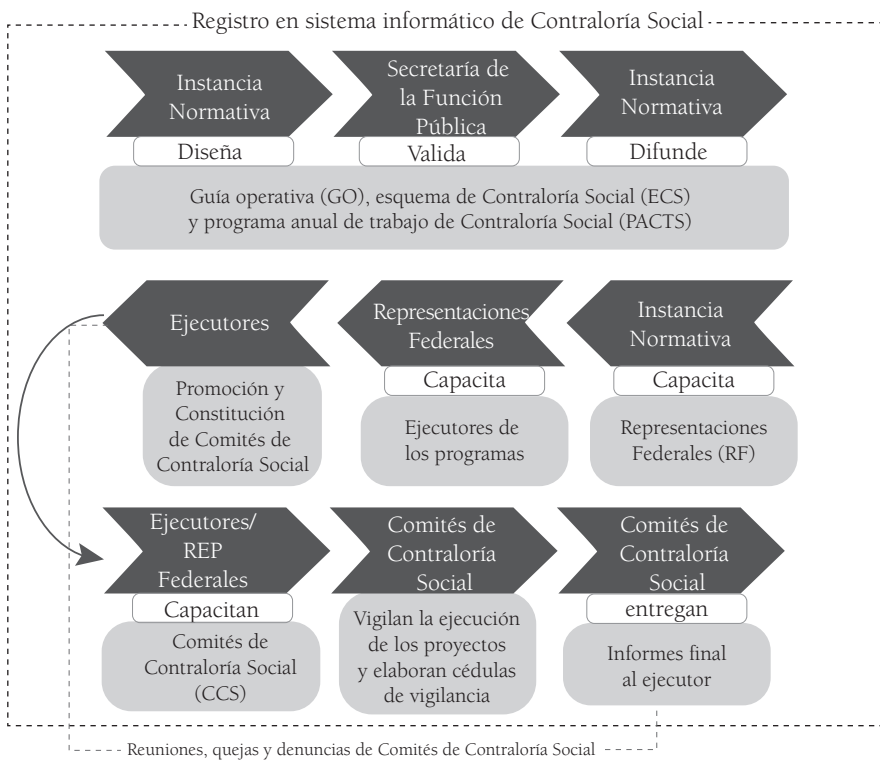 Registro en sistema informático de Contraloría Social
Instancia
Normativa
Diseña
Secretaría de
la Función
Pública
Valida
Instancia
Normativa
Difunde
Guía operativa (GO), esquema de Contraloría Social (ECS)
y programa anual de trabajo de Contraloría Social (PACTS)
Ejecutores
Promoción y
Constitución
de Comités de
Contraloría Social
Representaciones
Federales
Capacita
Ejecutores de
los programas
Instancia
Normativa
Capacita
Representaciones
Federales (RF)
Ejecutores/
REP
Federales
Capacitan
Comités de
Contraloría Social
(CCS)
Comités de
Contraloría
Social
Vigilan la ejecución
de los proyectos
y elaboran cédulas
de vigilancia
Comités de
Contraloría
Social
entregan
Informes final
al ejecutor
Reuniones, quejas y denuncias de Comités de Contraloría Social